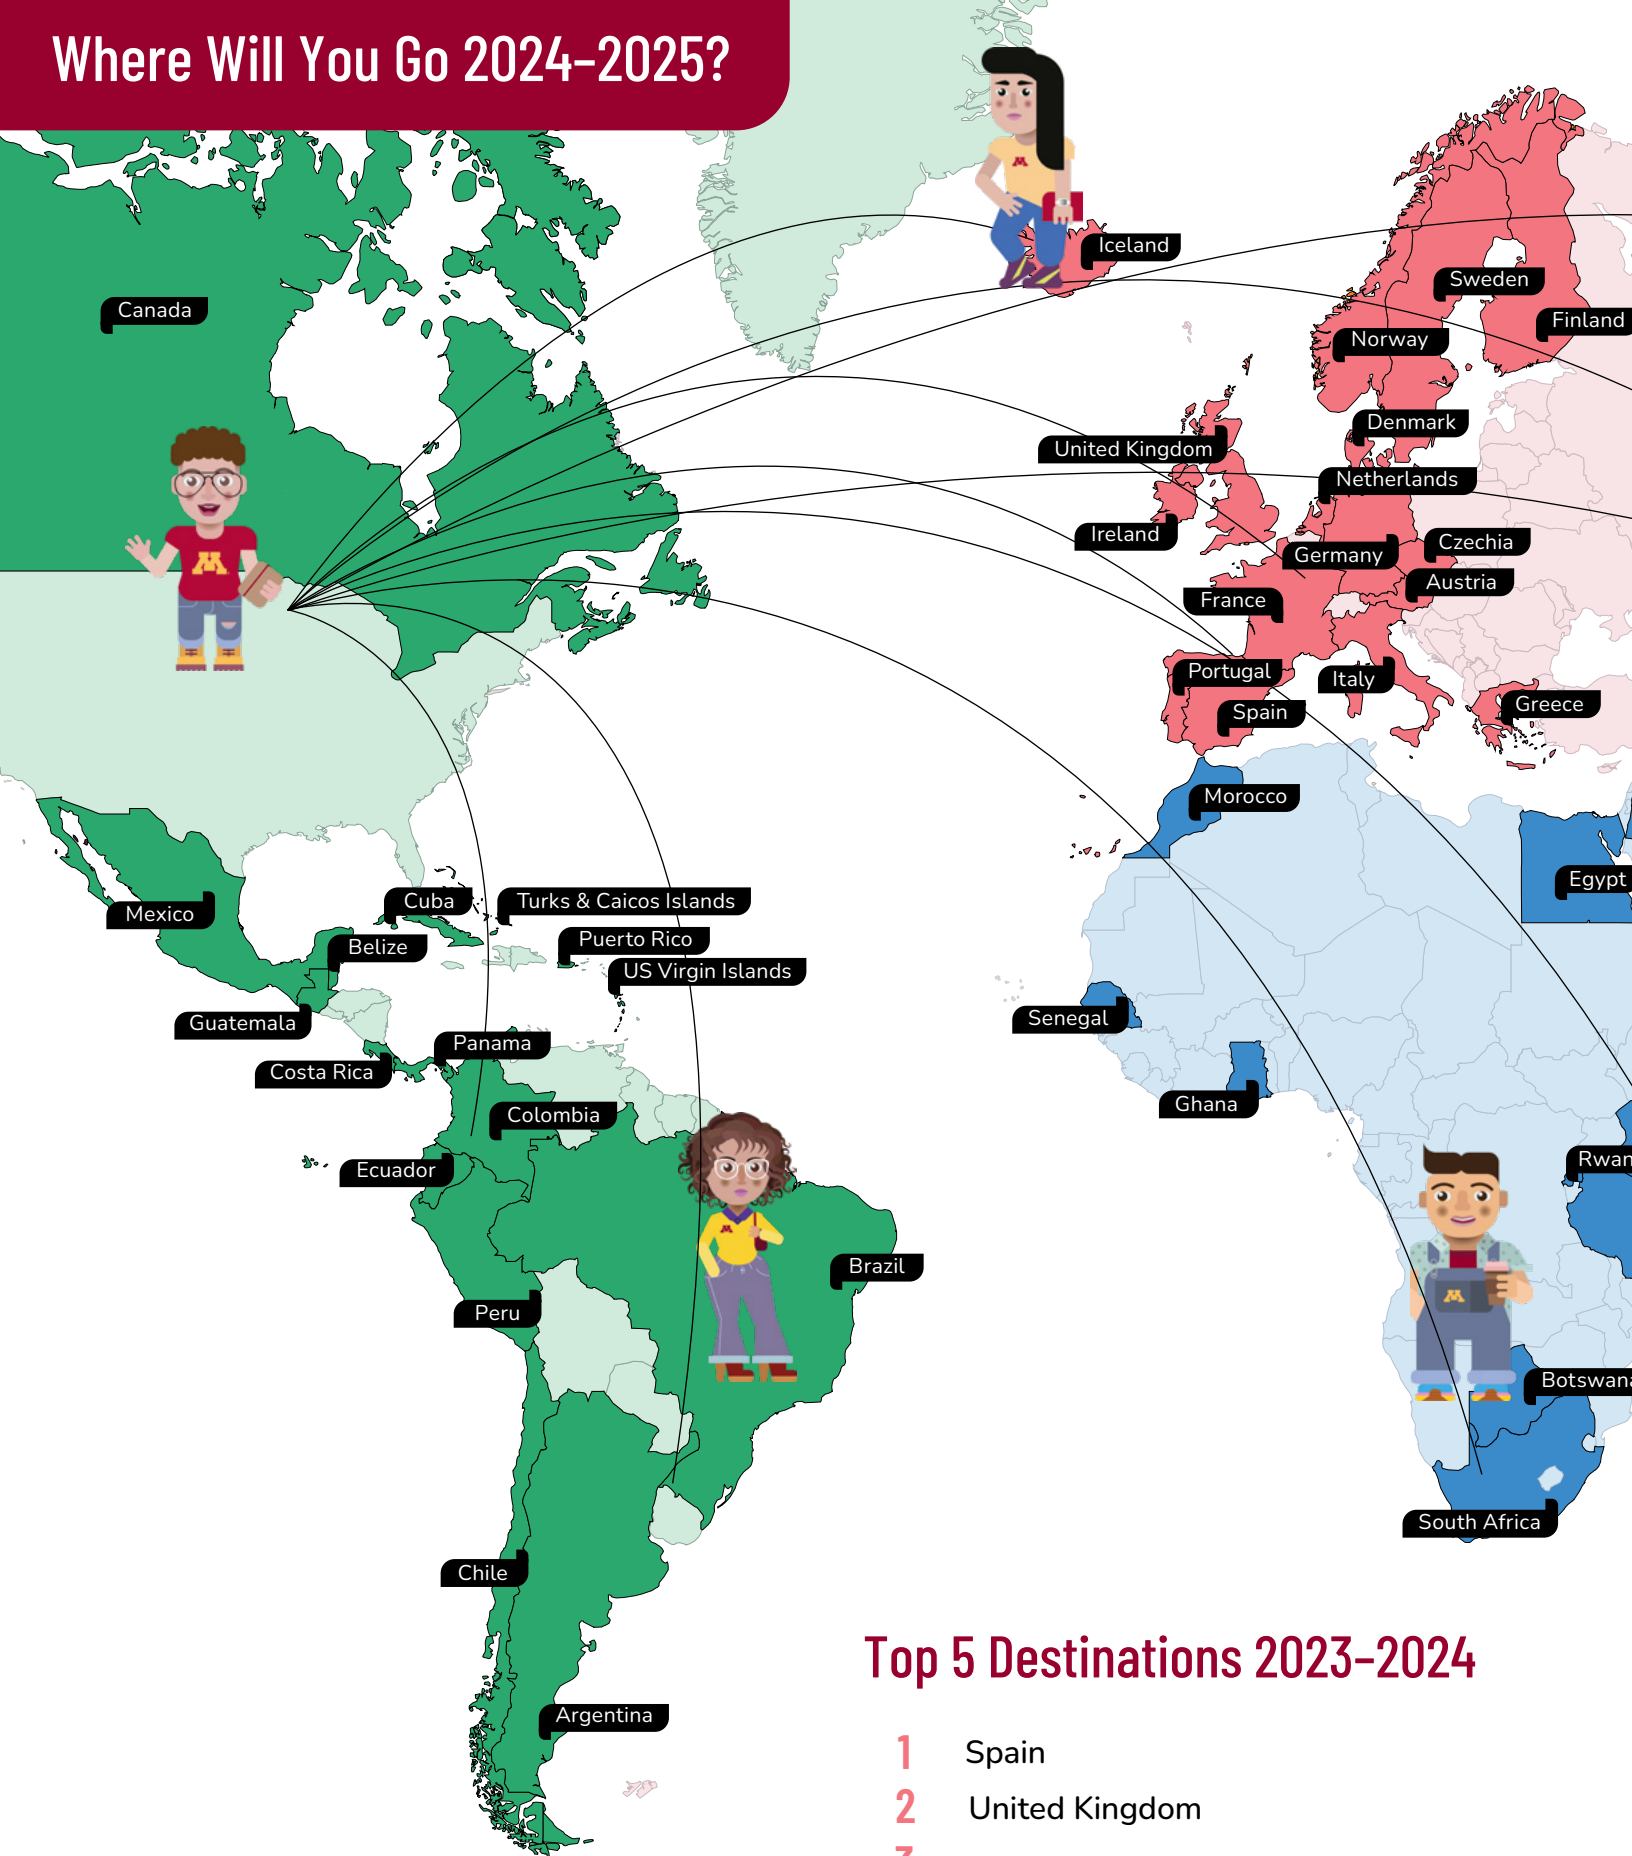 Where Will You Go 2024-2025?
Iceland
Sweden
Canada
Finland
Norway
Denmark
United Kingdom
Netherlands
Ireland
Czechia
Germany
Austria
France
Portugal
Italy
Spain
Greece
Morocco
Egypt
Mexico
Cuba
Turks & Caicos Islands
Puerto Rico
Belize
US Virgin Islands
Senegal
Guatemala
Panama
Costa Rica
Ghana
Colombia
Ecuador
Rwan
Brazil
Peru
Botswana
South Africa
Chile
Top 5 Destinations 2023-2024
Argentina
1 Spain
2 United Kingdom